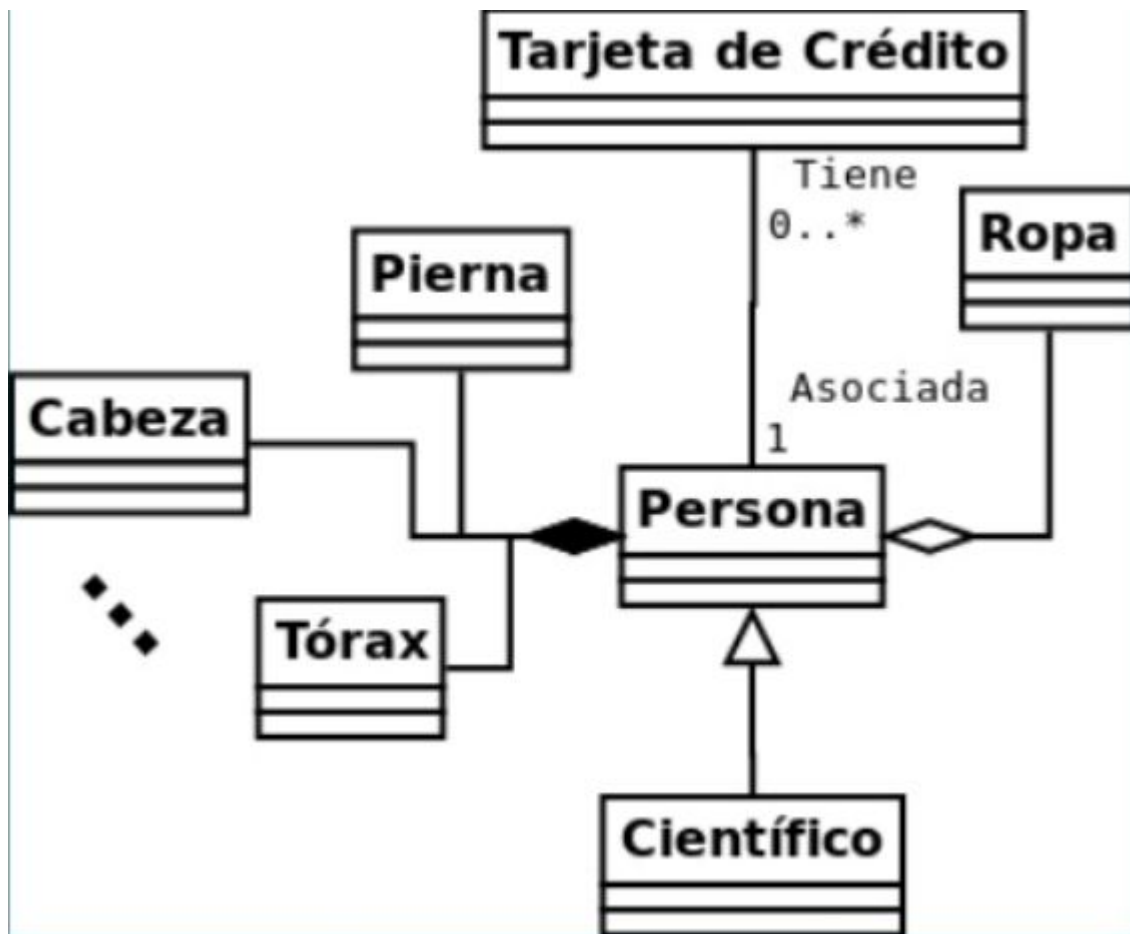 Tarjeta de Crédito
Tiene
0..*
Ropa
Pierna
Cabeza
Asociada
1
Persona
Tórax
Científico